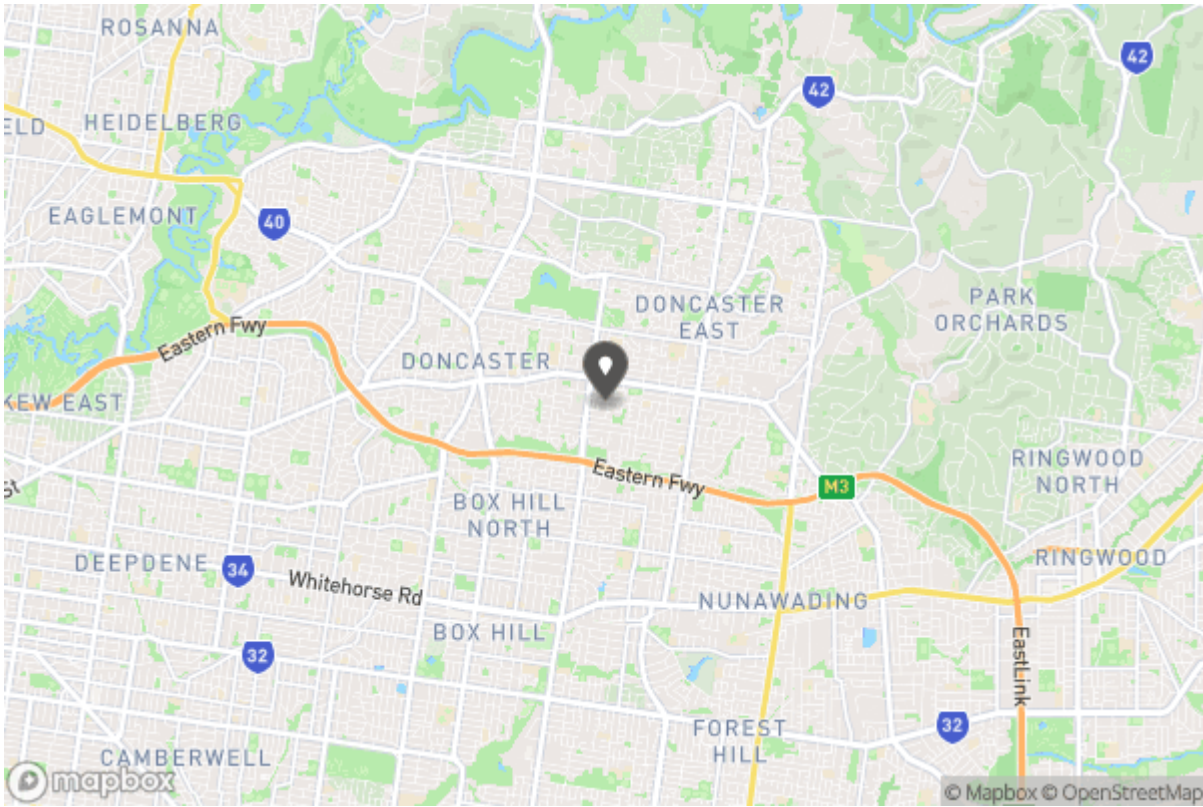 ROSANNA
42
42
HEIDELBERG
EAGLEMONT
40
PARK
ORCHARDS
DONCASTER
EAST
Eastern Fwy
DONCASTER
KEW EAST
RINGWOOD
NORTH
Eastern Fwy
M3
BOX HILL
NORTH
St
DEEPDENE
34
Whitehorse Rd
RINGWOOD
NUNAWADING
BOX HILL
32
EastLink
FOREST
HILL
32
CAMBERWELL
mapbox
© Mapbox © OpenStreetMap